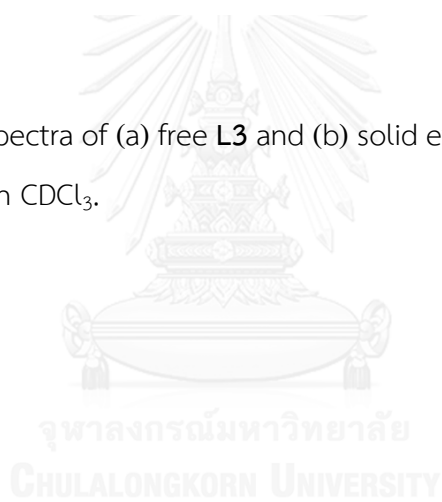 pectra of (a) free L3 and (b) solid e
n CDCl₃.
จุฬาลงกรณ์มหาวิทยาลัย
CHULALONGKORN UNIVERSITY